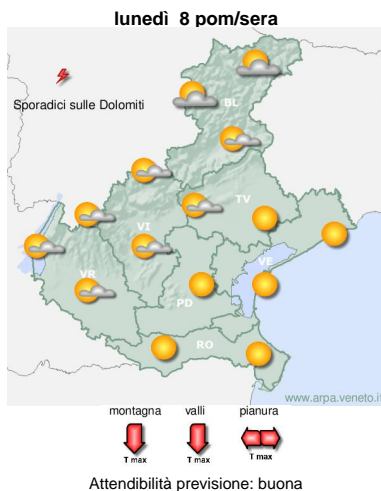 lunedì 8 pom/sera
Sporadici sulle Dolomiti
BL
TV
VI
VE
VR
PD
RO
www.arpa.veneto.it
montagna valli pianura
T max T max T max
Attendibilità previsione: buona